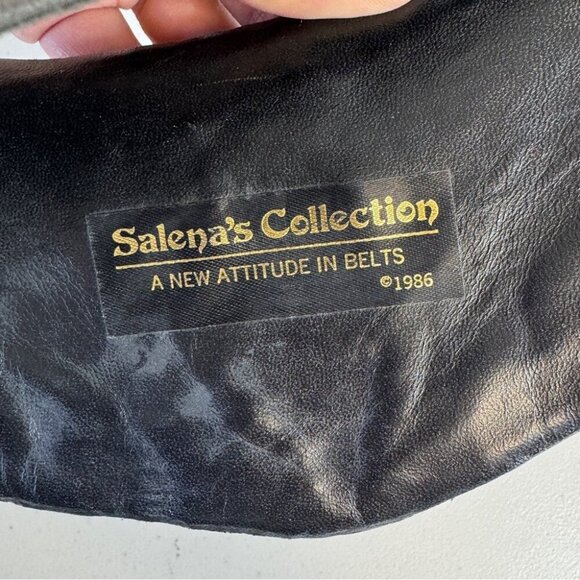 Salena's Collection
A NEW ATTITUDE IN BELTS
©1986